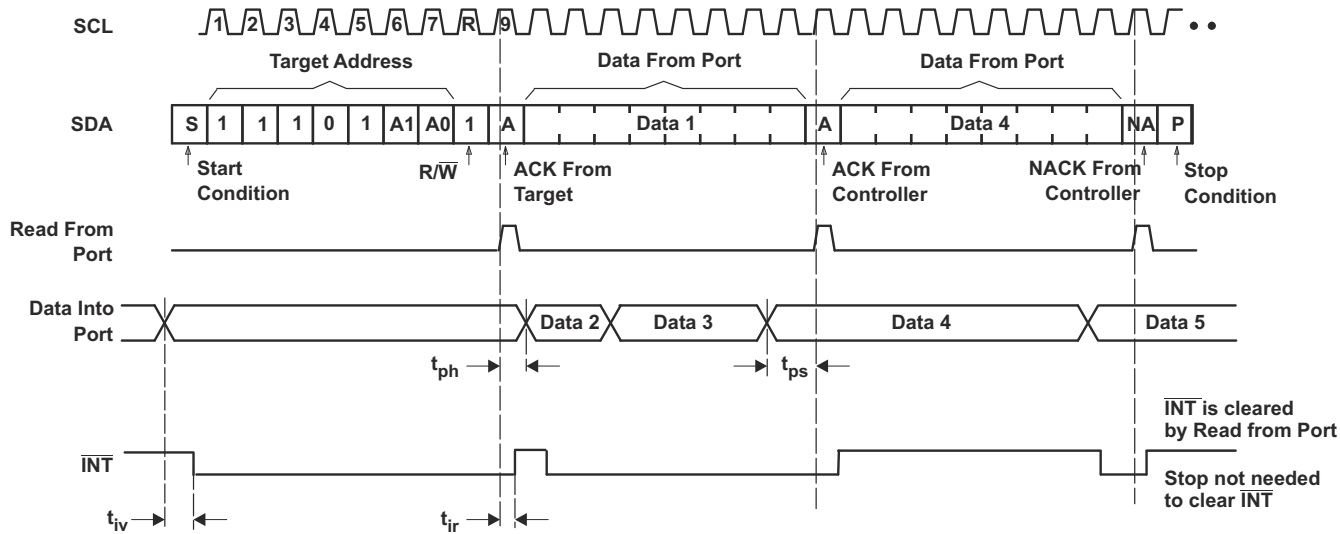 SCL
1 2 3 4 5 6 7 R 9
Target Address
Data From Port
Data From Port
SDA
S 1 1 1 0 1 A1 A0 1 A Data 1 A Data 4 NA P
Start
Condition
R/W̅
ACK From
Target
ACK From
Controller
NACK From
Controller
Stop
Condition
Read From
Port
Data Into
Port
Data 2
Data 3
Data 4
Data 5
tph
tps
I̅N̅T̅ is cleared
by Read from Port
I̅N̅T̅
Stop not needed
to clear I̅N̅T̅
tiv
tir